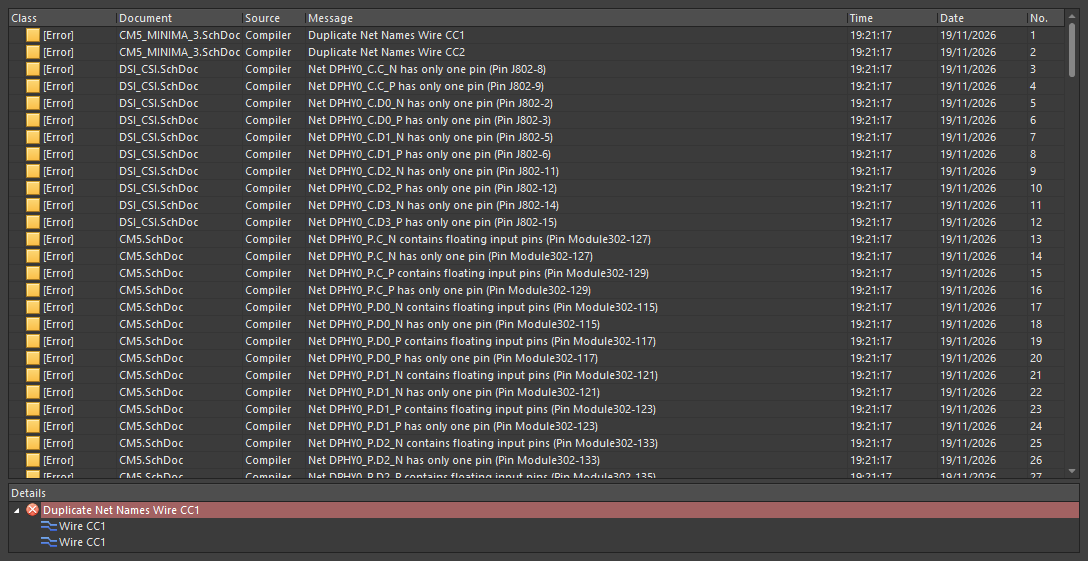 Class Document Source Message Time Date No.
[Error] CM5_MINIMA_3.SchDoc Compiler Duplicate Net Names Wire CC1 19:21:17 19/11/2026 1
[Error] CM5_MINIMA_3.SchDoc Compiler Duplicate Net Names Wire CC2 19:21:17 19/11/2026 2
[Error] DSI_CSI.SchDoc Compiler Net DPHY0_C.C_N has only one pin (Pin J802-8) 19:21:17 19/11/2026 3
[Error] DSI_CSI.SchDoc Compiler Net DPHY0_C.C_P has only one pin (Pin J802-9) 19:21:17 19/11/2026 4
[Error] DSI_CSI.SchDoc Compiler Net DPHY0_C.D0_N has only one pin (Pin J802-2) 19:21:17 19/11/2026 5
[Error] DSI_CSI.SchDoc Compiler Net DPHY0_C.D0_P has only one pin (Pin J802-3) 19:21:17 19/11/2026 6
[Error] DSI_CSI.SchDoc Compiler Net DPHY0_C.D1_N has only one pin (Pin J802-5) 19:21:17 19/11/2026 7
[Error] DSI_CSI.SchDoc Compiler Net DPHY0_C.D1_P has only one pin (Pin J802-6) 19:21:17 19/11/2026 8
[Error] DSI_CSI.SchDoc Compiler Net DPHY0_C.D2_N has only one pin (Pin J802-11) 19:21:17 19/11/2026 9
[Error] DSI_CSI.SchDoc Compiler Net DPHY0_C.D2_P has only one pin (Pin J802-12) 19:21:17 19/11/2026 10
[Error] DSI_CSI.SchDoc Compiler Net DPHY0_C.D3_N has only one pin (Pin J802-14) 19:21:17 19/11/2026 11
[Error] DSI_CSI.SchDoc Compiler Net DPHY0_C.D3_P has only one pin (Pin J802-15) 19:21:17 19/11/2026 12
[Error] CM5.SchDoc Compiler Net DPHY0_P.C_N contains floating input pins (Pin Module302-127) 19:21:17 19/11/2026 13
[Error] CM5.SchDoc Compiler Net DPHY0_P.C_N has only one pin (Pin Module302-127) 19:21:17 19/11/2026 14
[Error] CM5.SchDoc Compiler Net DPHY0_P.C_P contains floating input pins (Pin Module302-129) 19:21:17 19/11/2026 15
[Error] CM5.SchDoc Compiler Net DPHY0_P.C_P has only one pin (Pin Module302-129) 19:21:17 19/11/2026 16
[Error] CM5.SchDoc Compiler Net DPHY0_P.D0_N contains floating input pins (Pin Module302-115) 19:21:17 19/11/2026 17
[Error] CM5.SchDoc Compiler Net DPHY0_P.D0_N has only one pin (Pin Module302-115) 19:21:17 19/11/2026 18
[Error] CM5.SchDoc Compiler Net DPHY0_P.D0_P contains floating input pins (Pin Module302-117) 19:21:17 19/11/2026 19
[Error] CM5.SchDoc Compiler Net DPHY0_P.D0_P has only one pin (Pin Module302-117) 19:21:17 19/11/2026 20
[Error] CM5.SchDoc Compiler Net DPHY0_P.D1_N contains floating input pins (Pin Module302-121) 19:21:17 19/11/2026 21
[Error] CM5.SchDoc Compiler Net DPHY0_P.D1_N has only one pin (Pin Module302-121) 19:21:17 19/11/2026 22
[Error] CM5.SchDoc Compiler Net DPHY0_P.D1_P contains floating input pins (Pin Module302-123) 19:21:17 19/11/2026 23
[Error] CM5.SchDoc Compiler Net DPHY0_P.D1_P has only one pin (Pin Module302-123) 19:21:17 19/11/2026 24
[Error] CM5.SchDoc Compiler Net DPHY0_P.D2_N contains floating input pins (Pin Module302-133) 19:21:17 19/11/2026 25
[Error] CM5.SchDoc Compiler Net DPHY0_P.D2_N has only one pin (Pin Module302-133) 19:21:17 19/11/2026 26
[Error] CM5.SchDoc Compiler Net DPHY0_P.D2_P contains floating input pins (Pin Module302-135) 19:21:17 19/11/2026 27
Details
Duplicate Net Names Wire CC1
Wire CC1
Wire CC1